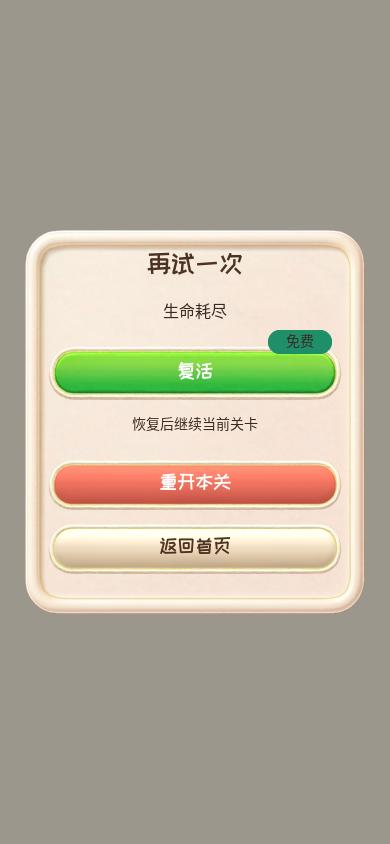 再试一次
生命耗尽
免费
复活
恢复后继续当前关卡
重开本关
返回首页